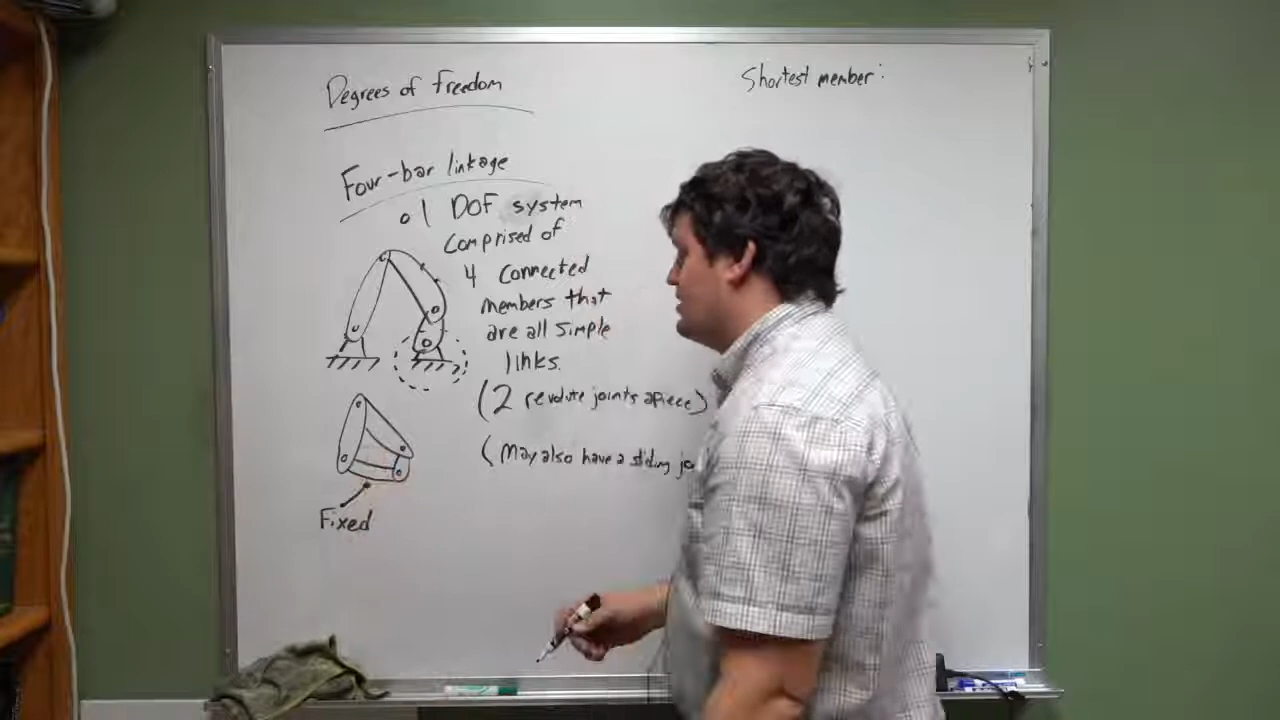 Degrees of freedom
Shortest member:
Four-bar linkage
o 1 DOF system
comprised of
4 connected
members that
are all simple
links.
(2 revolute joints apiece)
(May also have a sliding jo
Fixed